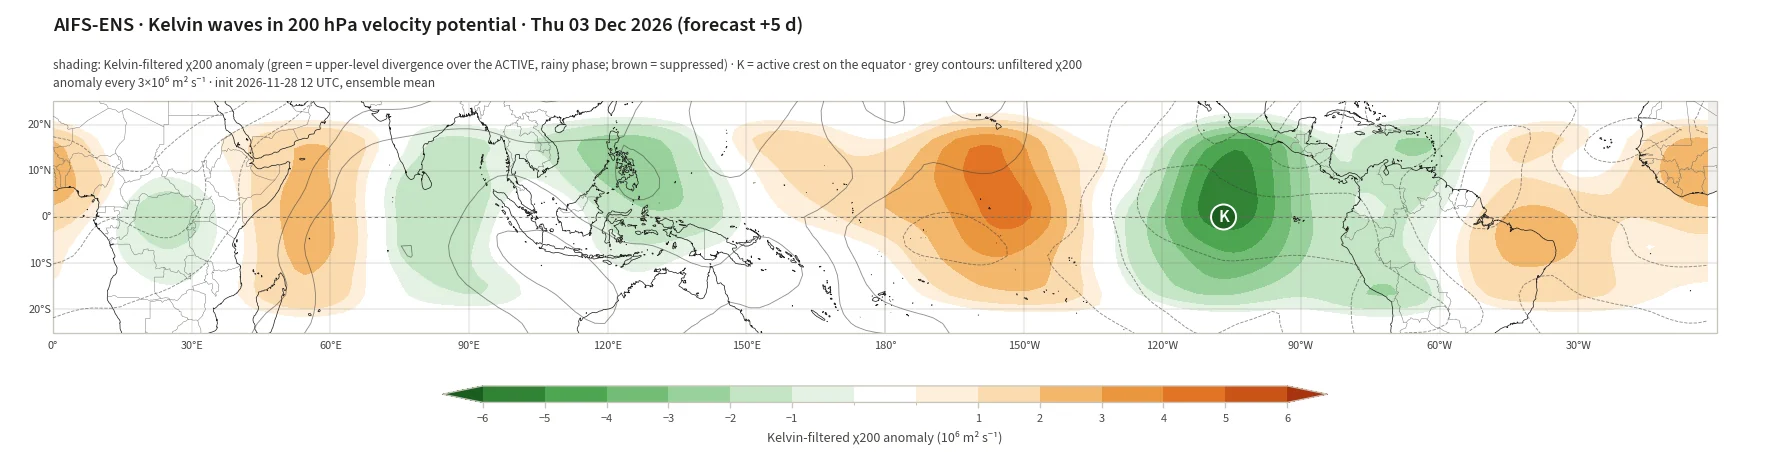 AIFS-ENS · Kelvin waves in 200 hPa velocity potential · Thu 03 Dec 2026 (forecast +5 d)
shading: Kelvin-filtered χ200 anomaly (green = upper-level divergence over the ACTIVE, rainy phase; brown = suppressed) · K = active crest on the equator · grey contours: unfiltered χ200
anomaly every 3×10⁶ m² s⁻¹ · init 2026-11-28 12 UTC, ensemble mean
20°N
10°N
0°
10°S
20°S
K
0° 30°E 60°E 90°E 120°E 150°E 180° 150°W 120°W 90°W 60°W 30°W
−6 −5 −4 −3 −2 −1 1 2 3 4 5 6
Kelvin-filtered χ200 anomaly (10⁶ m² s⁻¹)